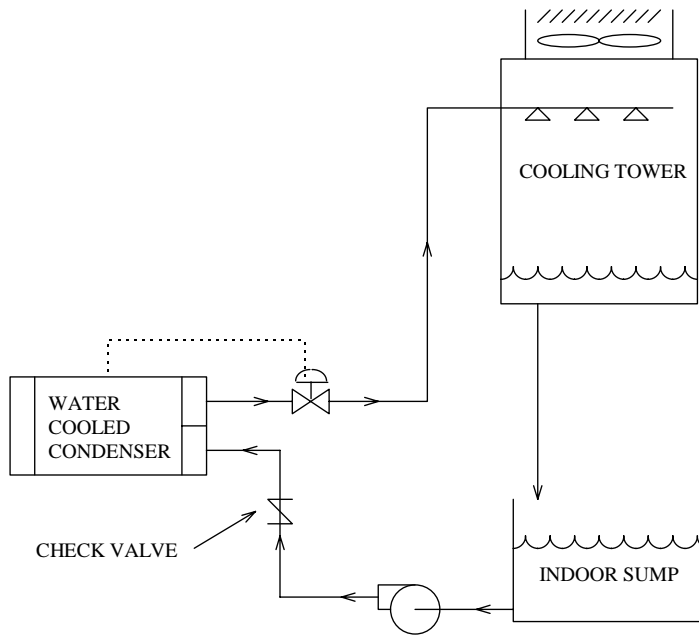 COOLING TOWER
WATER
COOLED
CONDENSER
CHECK VALVE
INDOOR SUMP